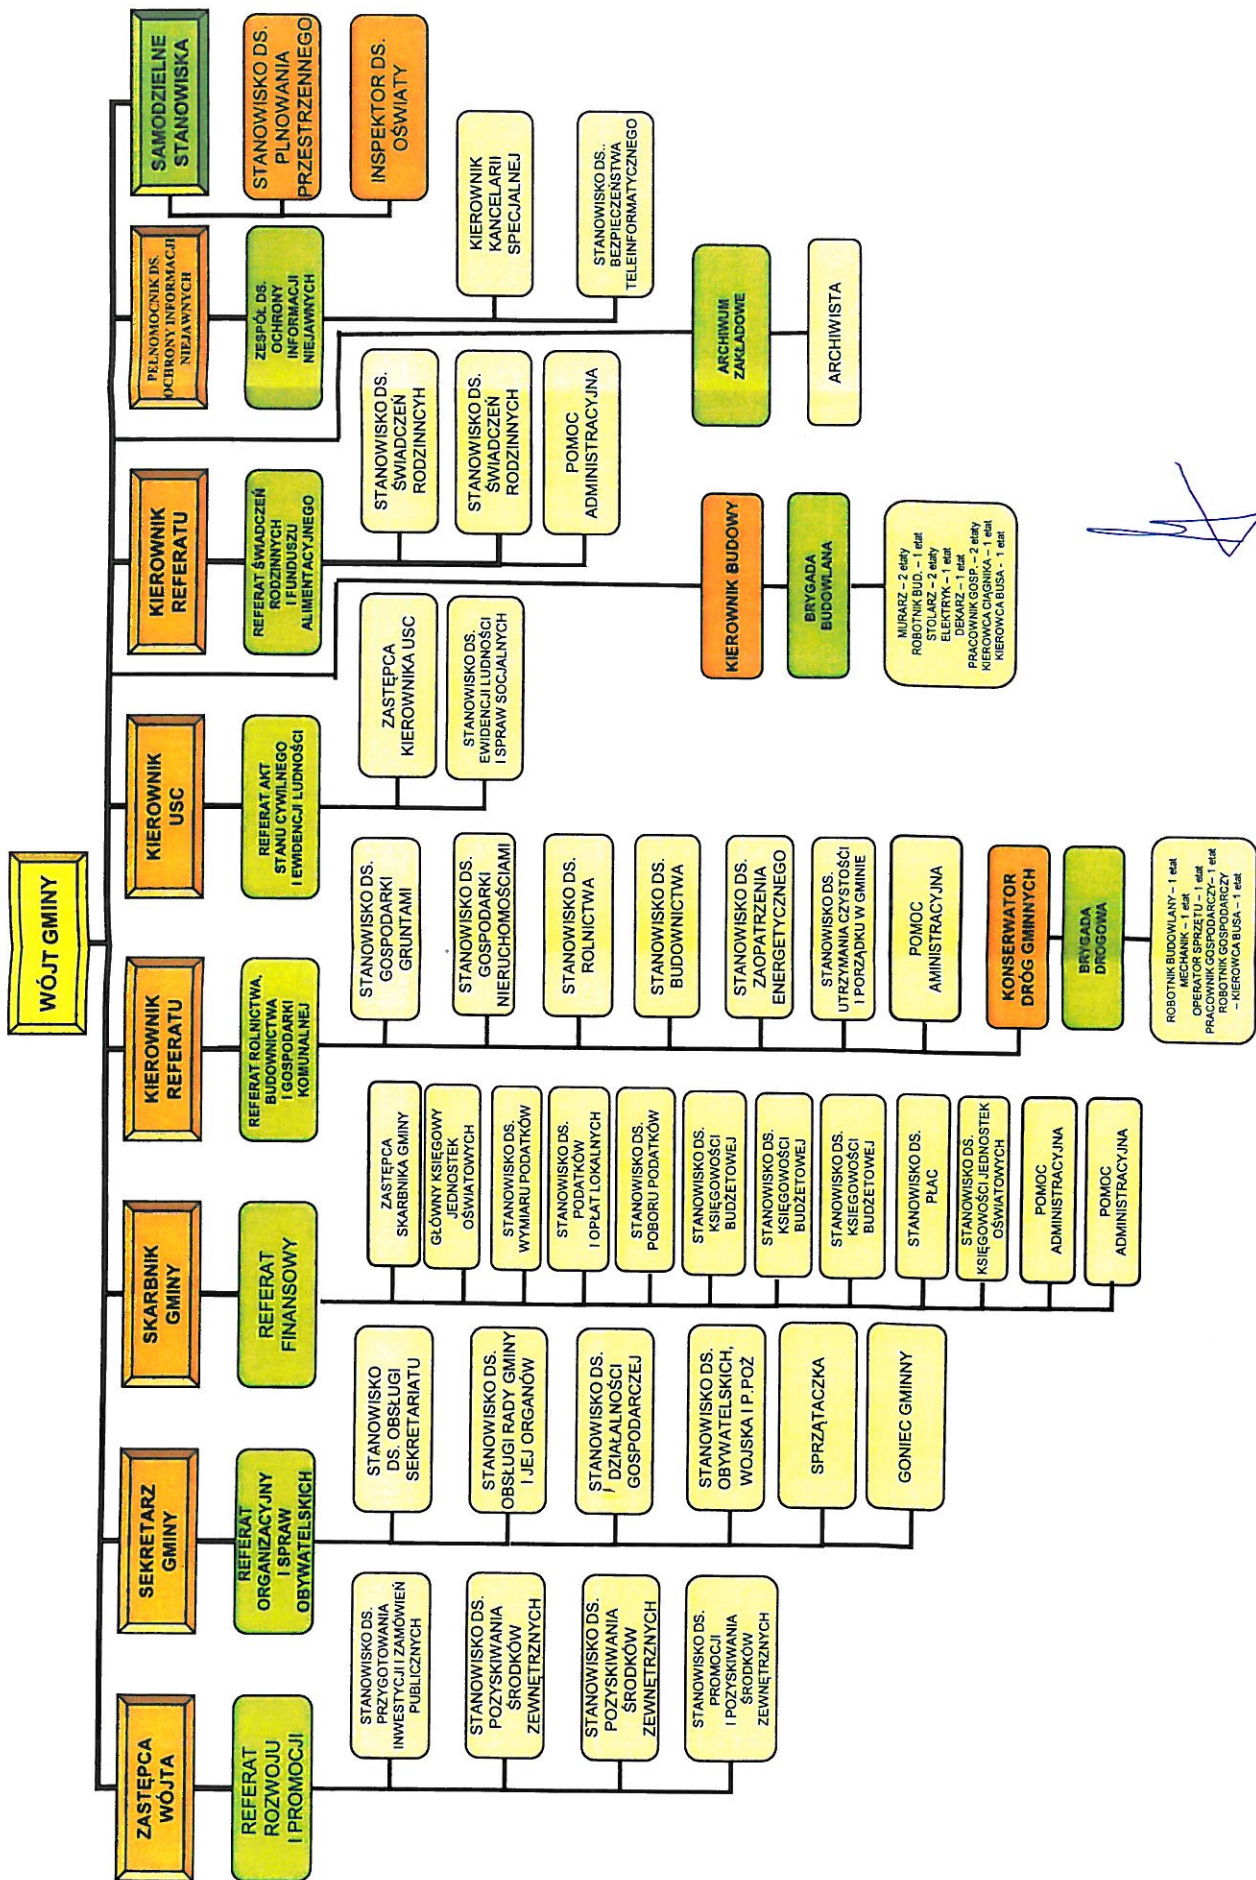 WÓJT GMINY
ZASTĘPCA
WÓJTA
REFERAT
ROZWOJU
I PROMOCJI
STANOWISKO DS.
PRZYGOTOWANIA
INWESTYCJI I ZAMÓWIEŃ
PUBLICZNYCH
STANOWISKO DS.
POZYSKIWANIA
ŚRODKÓW
ZEWNĘTRZNYCH
STANOWISKO DS.
POZYSKIWANIA
ŚRODKÓW
ZEWNĘTRZNYCH
STANOWISKO DS.
PROMOCJI
I POZYSKIWANIA
ŚRODKÓW
ZEWNĘTRZNYCH
SEKRETARZ
GMINY
REFERAT
ORGANIZACYJNY
I SPRAW
OBYWATELSKICH
STANOWISKO
DS. OBSŁUGI
SEKRETARIATU
STANOWISKO DS.
OBSŁUGI RADY GMINY
I JEJ ORGANÓW
STANOWISKO DS.
DZIAŁALNOŚCI
GOSPODARCZEJ
STANOWISKO DS.
OBYWATELSKICH,
WOJSKA I P.POŻ
SPRZĄTACZKA
GONIEC GMINNY
SKARBNIK
GMINY
REFERAT
FINANSOWY
ZASTĘPCA
SKARBNIKA GMINY
GŁÓWNY KSIĘGOWY
JEDNOSTEK
OŚWIATOWYCH
STANOWISKO DS.
WYMIARU PODATKÓW
STANOWISKO DS.
PODATKÓW
I OPŁAT LOKALNYCH
STANOWISKO DS.
POBORU PODATKÓW
STANOWISKO DS.
KSIĘGOWOŚCI
BUDŻETOWEJ
STANOWISKO DS.
KSIĘGOWOŚCI
BUDŻETOWEJ
STANOWISKO DS.
KSIEGOWOŚCI
BUDŻETOWEJ
STANOWISKO DS.
PŁAC
STANOWISKO DS.
KSIĘGOWOŚCI JEDNOSTEK
OŚWIATOWYCH
POMOC
ADMINISTRACYJNA
POMOC
ADMINISTRACYJNA
KIEROWNIK
REFERATU
REFERAT ROLNICTWA,
BUDOWNICTWA
I GOSPODARKI
KOMUNALNEJ
STANOWISKO DS.
GOSPODARKI
GRUNTAMI
STANOWISKO DS.
GOSPODARKI
NIERUCHOMOŚCIAMI
STANOWISKO DS.
ROLNICTWA
STANOWISKO DS.
BUDOWNICTWA
STANOWISKO DS.
ZAOPATRZENIA
ENERGETYCZNEGO
STANOWISKO DS.
UTRZYMANIA CZYSTOŚCI
I PORZĄDKU W GMINIE
POMOC
AMINISTRACYJNA
KONSERWATOR
DRÓG GMINNYCH
BRYGADA
DROGOWA
ROBOTNIK BUDOWLANY – 1 etat
MECHANIK – 1 etat
OPERATOR SPRZĘTU – 1 etat
PRACOWNIK GOSPODARCZY– 1 etat
ROBOTNIK GOSPODARCZY
– KIEROWCA BUSA – 1 etat
KIEROWNIK
USC
REFERAT AKT
STANU CYWILNEGO
I EWIDENCJI LUDNOŚCI
ZASTĘPCA
KIEROWNIKA USC
STANOWISKO DS.
EWIDENCJI LUDNOŚCI
I SPRAW SOCJALNYCH
KIEROWNIK BUDOWY
BRYGADA
BUDOWLANA
MURARZ – 2 etaty
ROBOTNIK BUD. – 1 etat
STOLARZ – 2 etaty
ELEKTRYK – 1 etat
DEKARZ – 1 etat
PRACOWNIK GOSP. – 2 etaty
KIEROWCA CIĄGNIKA – 1 etat
KIEROWCA BUSA - 1 etat
KIEROWNIK
REFERATU
REFERAT ŚWIADCZEŃ
RODZINNYCH
I FUNDUSZU
ALIMENTACYJNEGO
STANOWISKO DS.
ŚWIADCZEŃ
RODZINNCYH
STANOWISKO DS.
ŚWIADCZEŃ
RODZINNYCH
POMOC
ADMINISTRACYJNA
ARCHIWUM
ZAKŁADOWE
ARCHIWISTA
PEŁNOMOCNIK DS.
OCHRONY INFORMACJI
NIEJAWNYCH
ZESPÓŁ DS.
OCHRONY
INFORMACJI
NIEJAWNYCH
KIEROWNIK
KANCELARII
SPECJALNEJ
STANOWISKO DS..
BEZPIECZEŃSTWA
TELEINFORMATYCZNEGO
SAMODZIELNE
STANOWISKA
STANOWISKO DS.
PLNOWANIA
PRZESTRZENNEGO
INSPEKTOR DS.
OŚWIATY